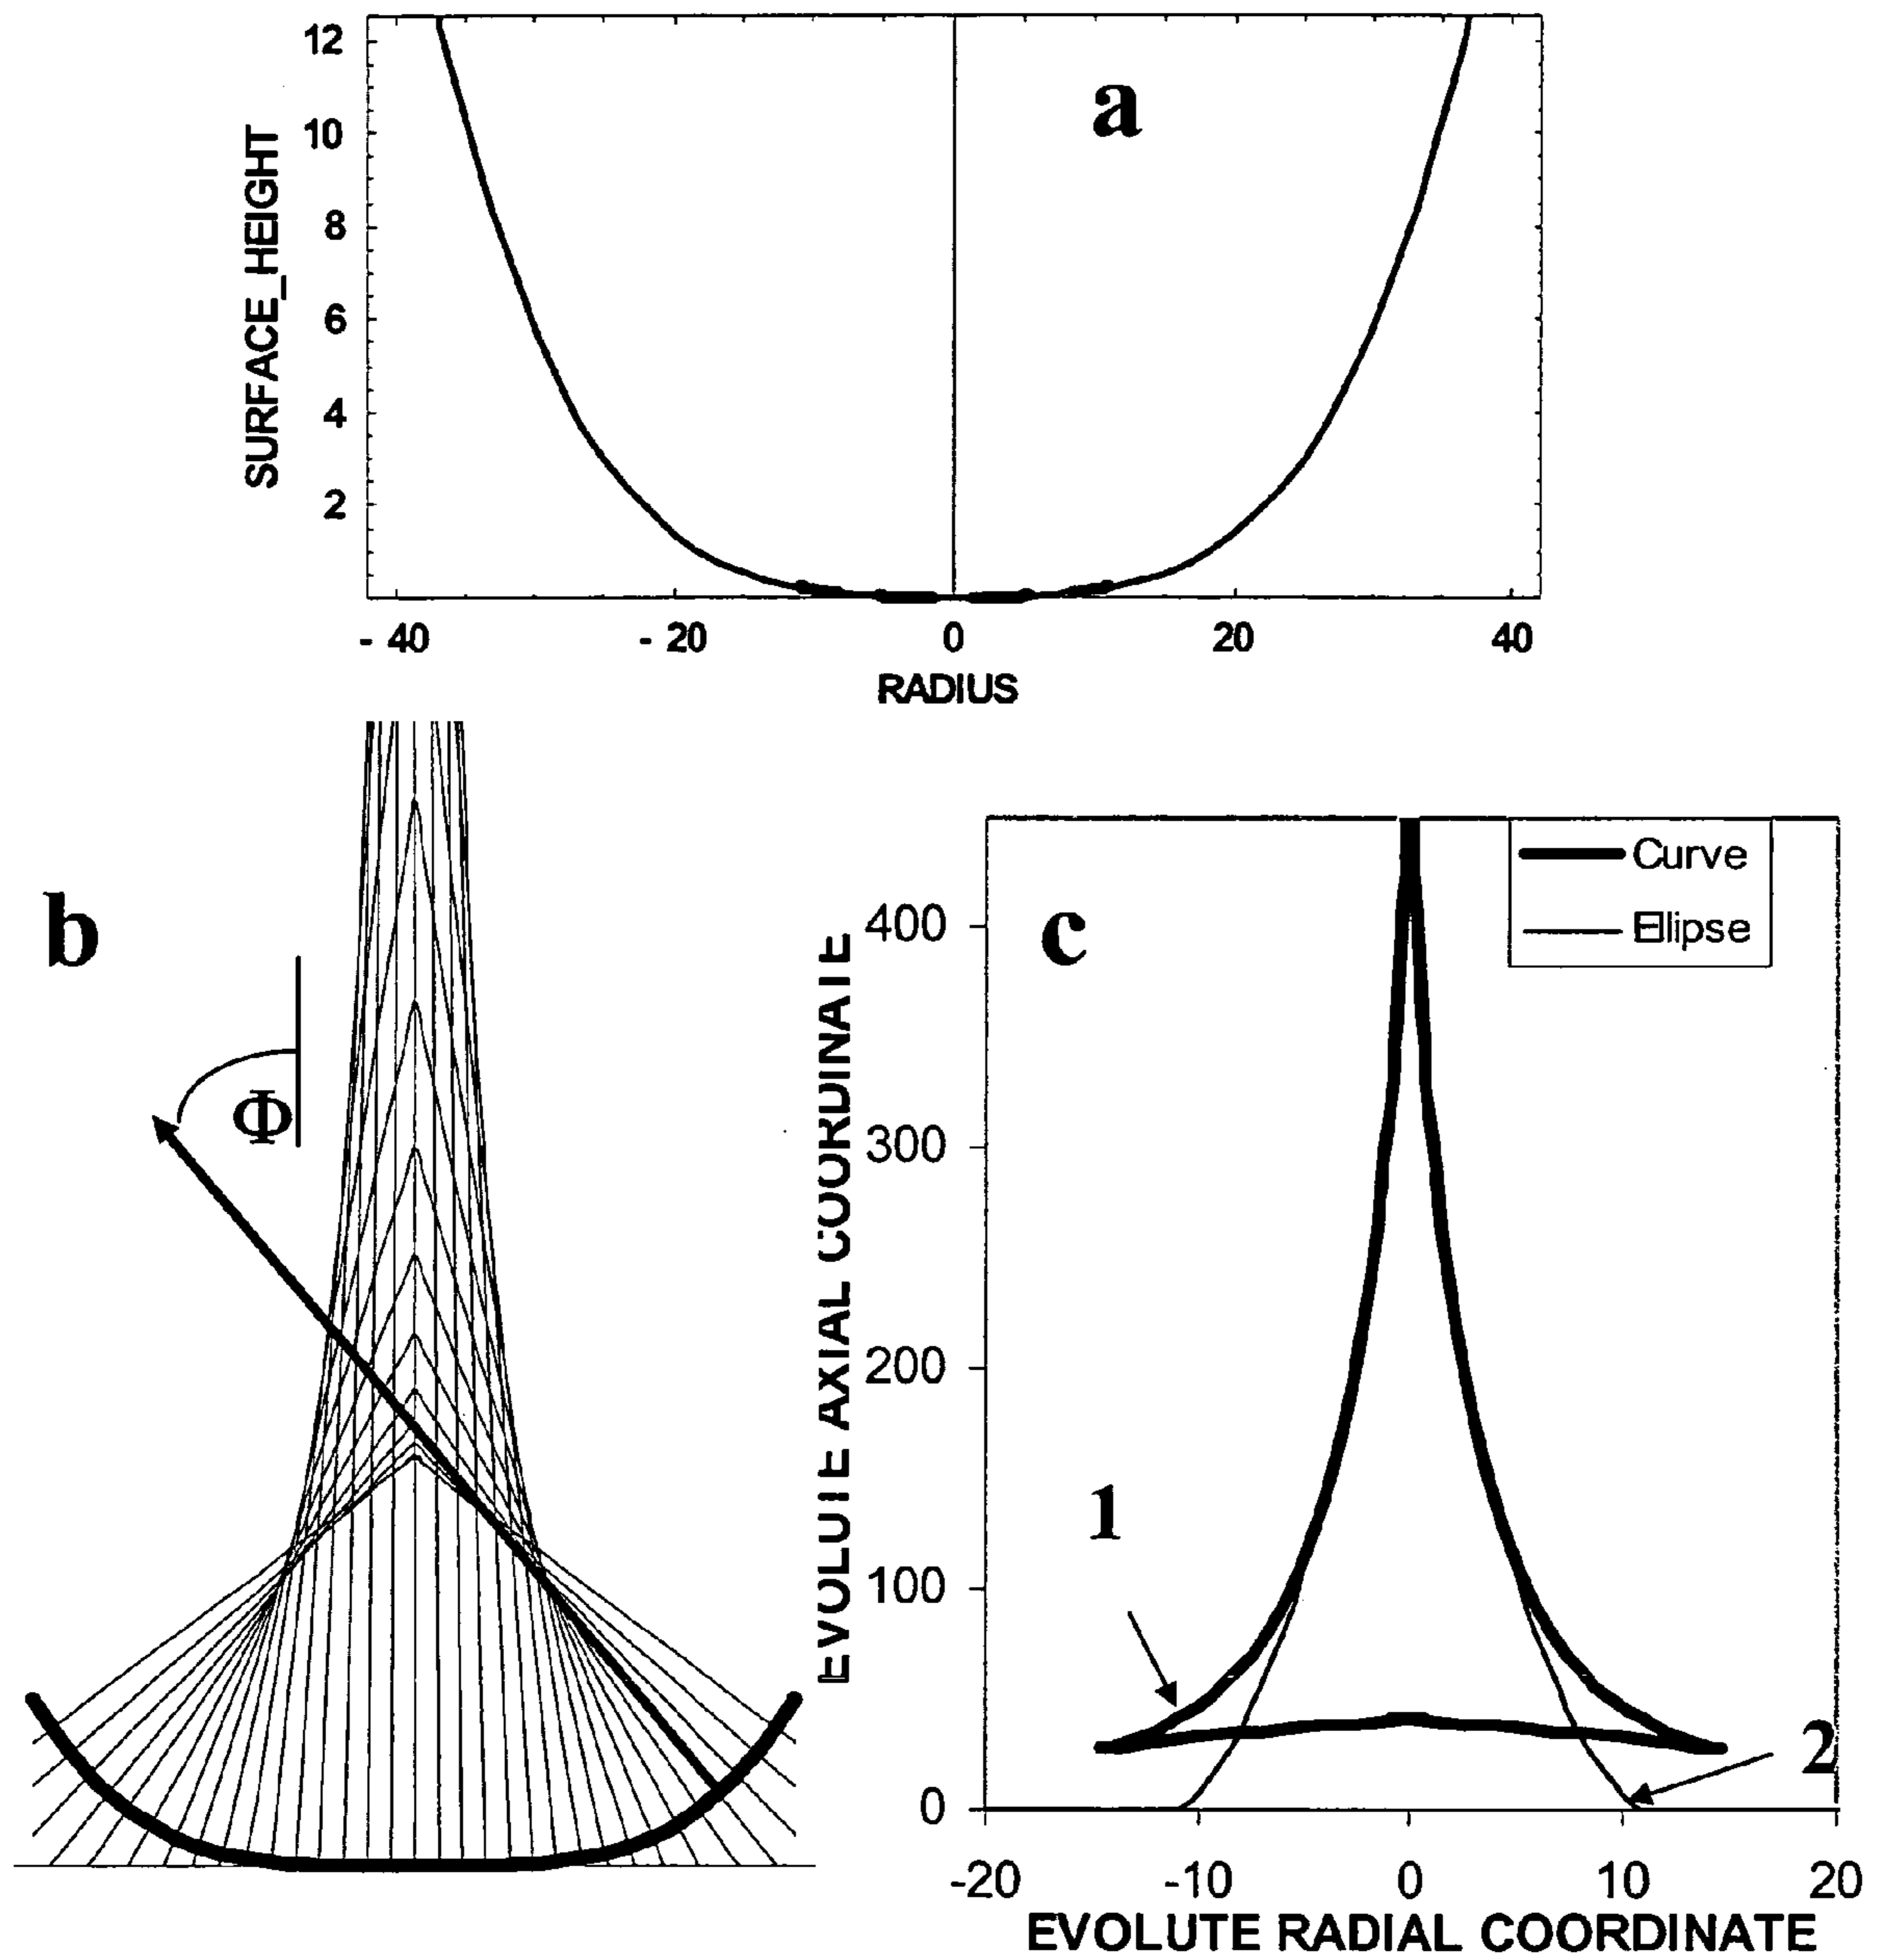 12
10
8
6
4
2
SURFACE_HEIGHT
a
- 40
- 20
0
20
40
RADIUS
b
Φ
c
Curve
Ellipse
400
300
200
100
0
EVOLUTE AXIAL COORDINATE
1
2
-20
-10
0
10
20
EVOLUTE RADIAL COORDINATE